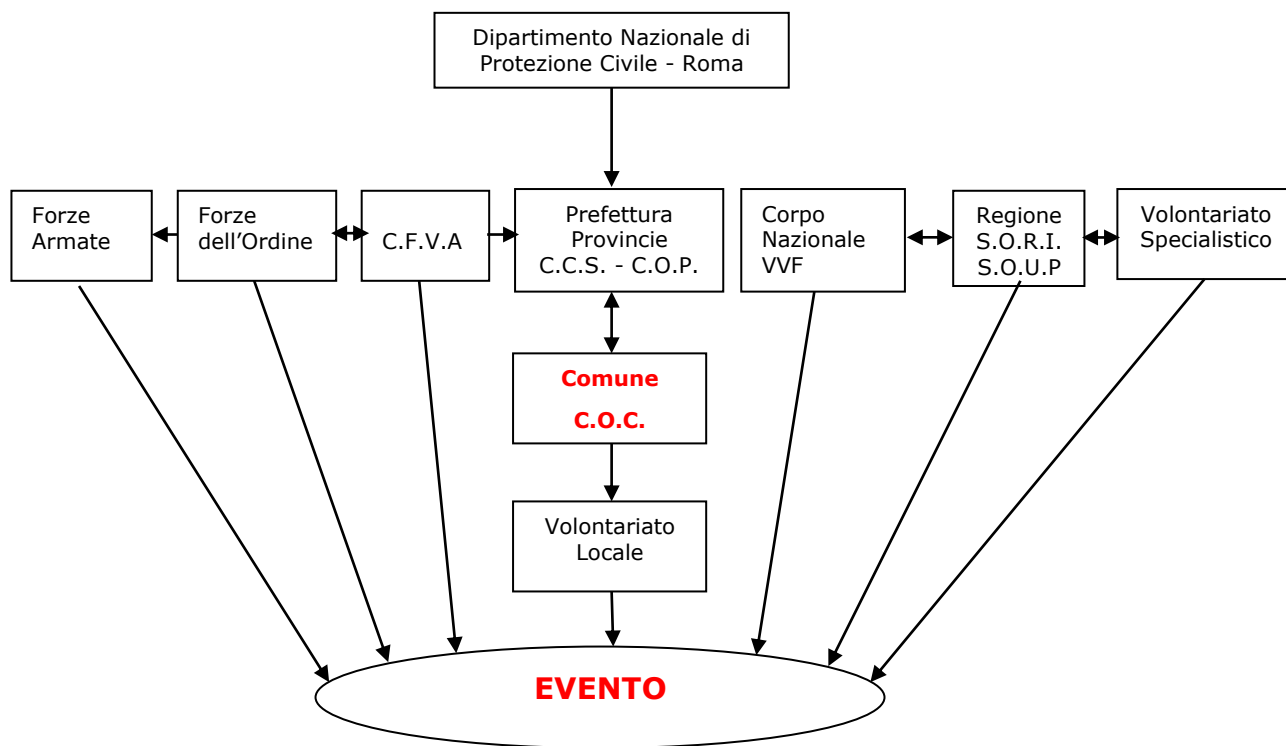 Dipartimento Nazionale di
Protezione Civile - Roma
Forze
Armate
Forze
dell'Ordine
C.F.V.A
Prefettura
Provincie
C.C.S. - C.O.P.
Corpo
Nazionale
VVF
Regione
S.O.R.I.
S.O.U.P
Volontariato
Specialistico
Comune
C.O.C.
Volontariato
Locale
EVENTO